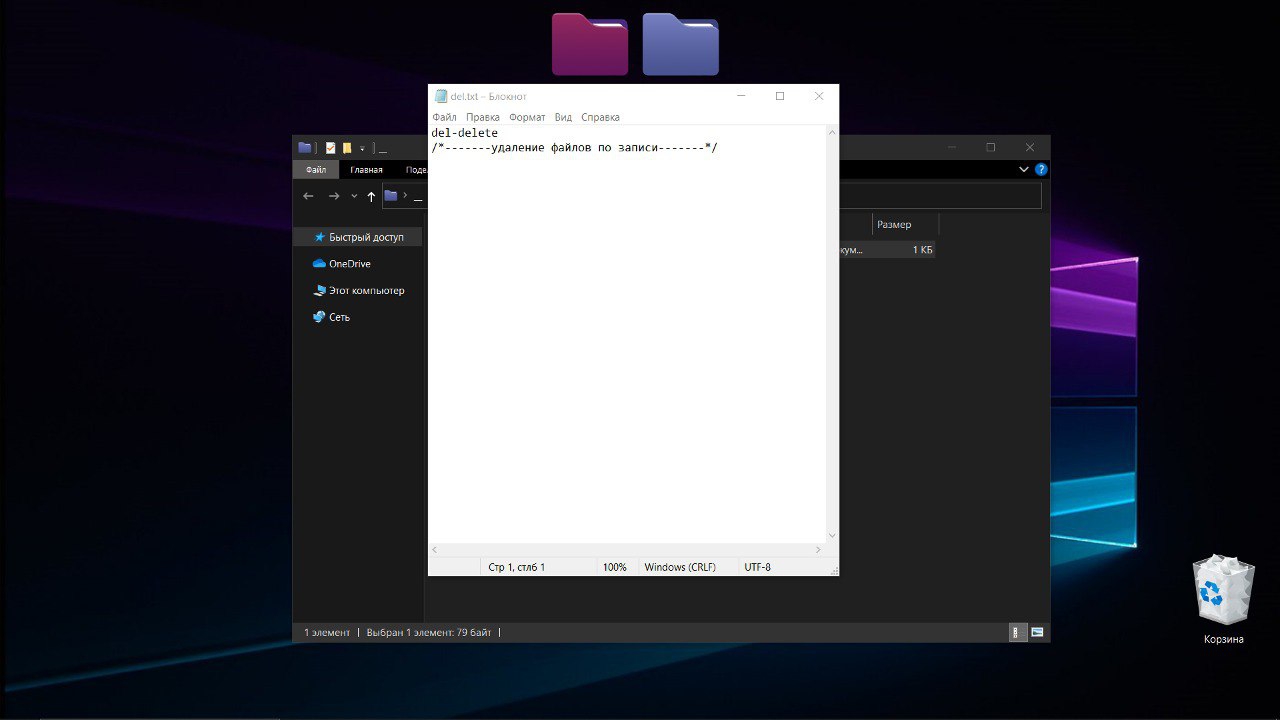 del.txt – Блокнот
Файл Правка Формат Вид Справка
del-delete
/*-------удаление файлов по записи-------*/
Файл Главная Поде
Размер
кум... 1 КБ
Быстрый доступ
OneDrive
Этот компьютер
Сеть
Стр 1, стлб 1 100% Windows (CRLF) UTF-8
1 элемент Выбран 1 элемент: 79 байт
Корзина